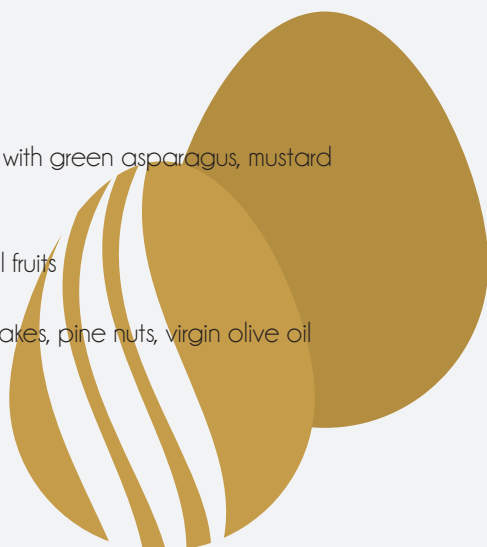 with green asparagus, mustard
l fruits
akes, pine nuts, virgin olive oil